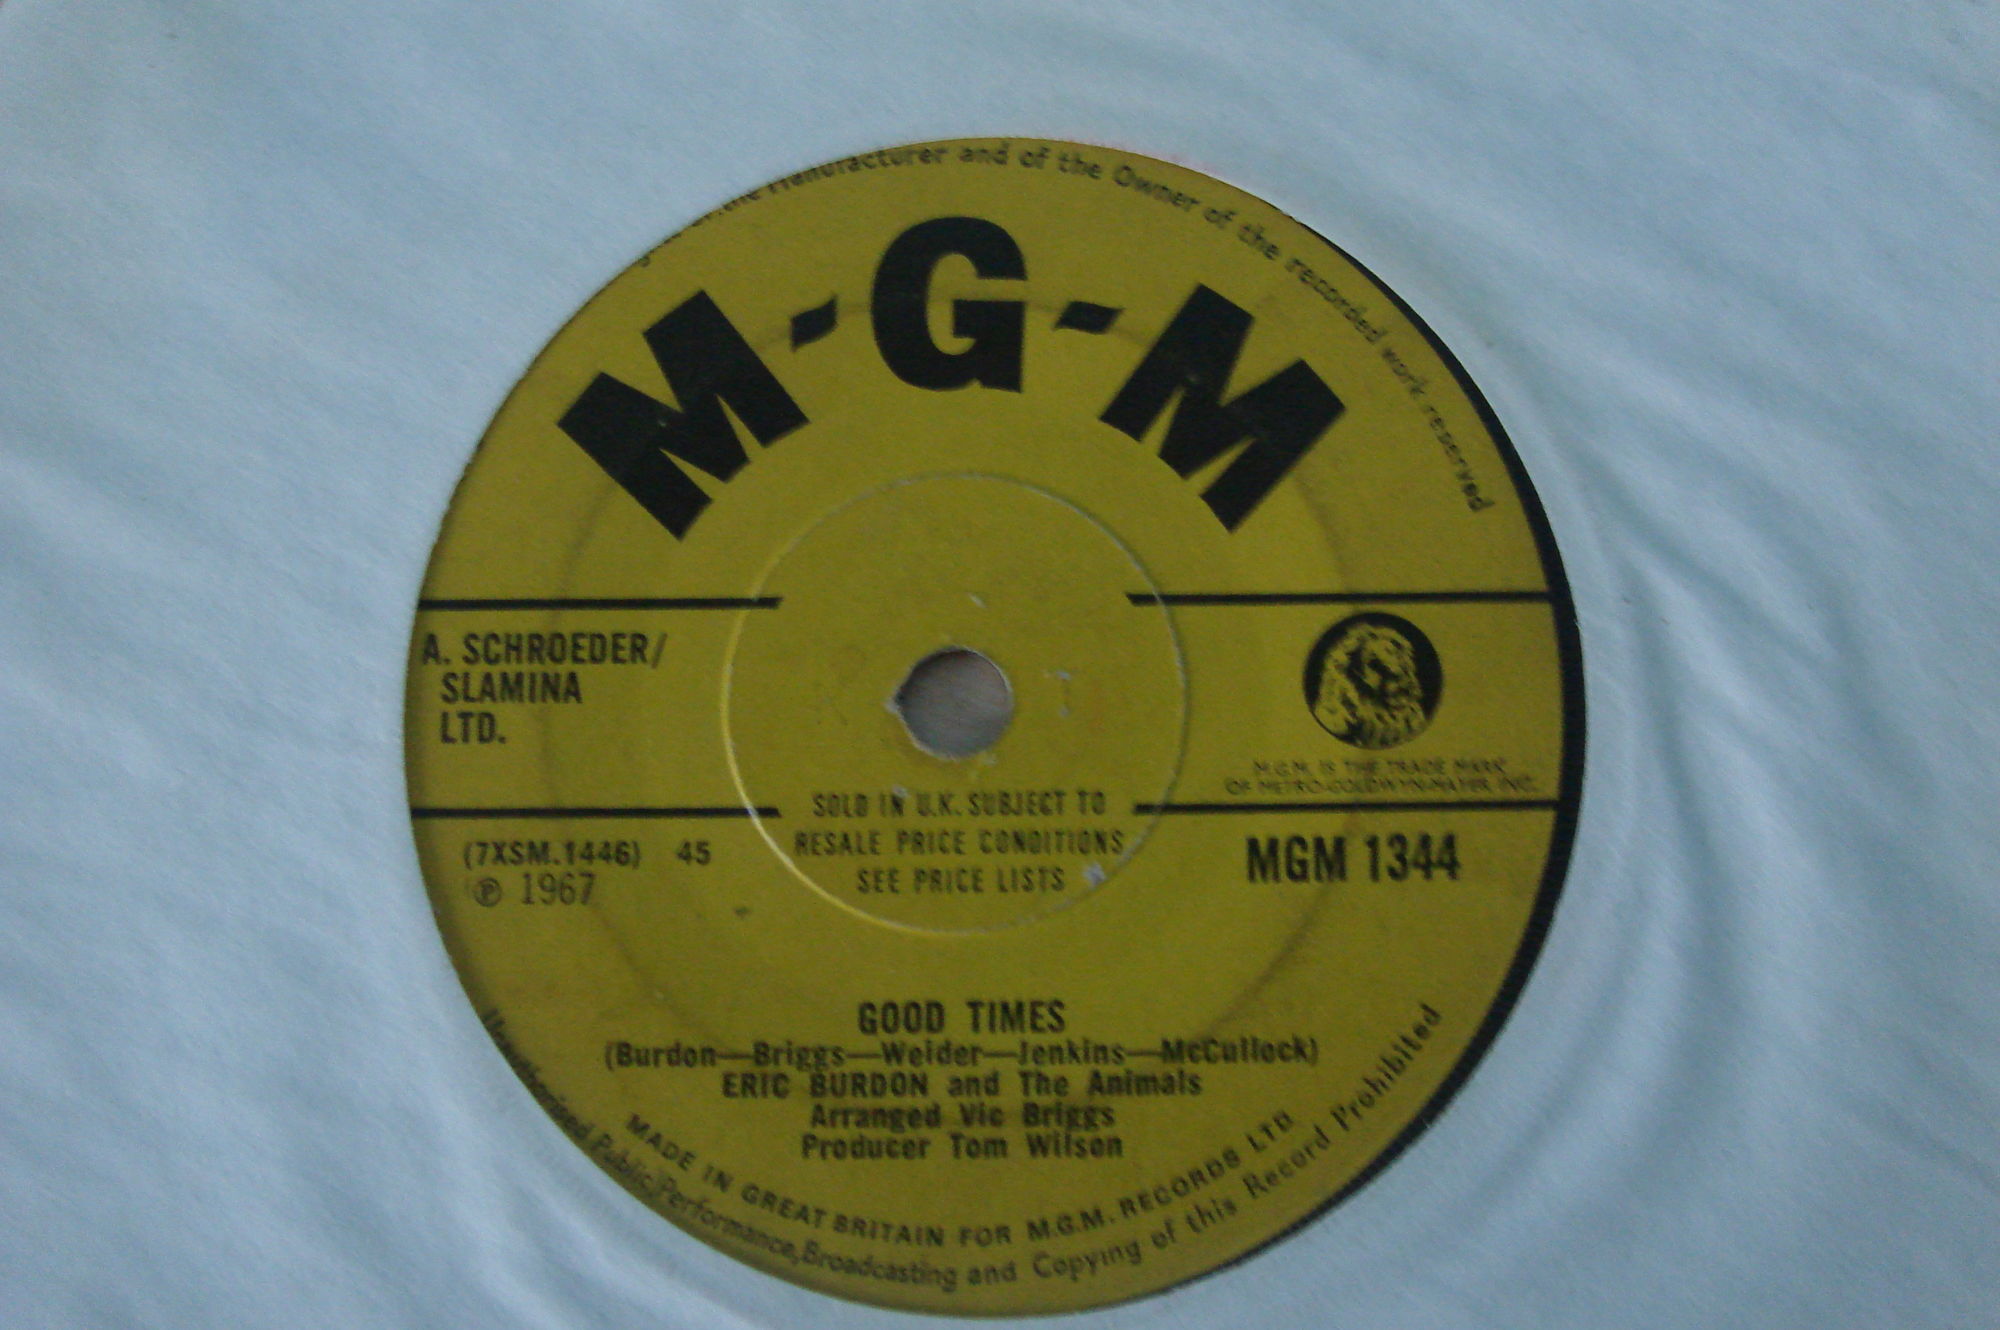 the Manufacturer and of the Owner of the recorded work reserved
M-G-M
A. SCHROEDER/
SLAMINA
LTD.
M.G.M. IS THE TRADE MARK
OF METRO-GOLDWYN-MAYER INC.
SOLD IN U.K. SUBJECT TO
RESALE PRICE CONDITIONS
SEE PRICE LISTS
(7XSM.1446) 45
℗ 1967
MGM 1344
GOOD TIMES
(Burdon—Briggs—Weider—Jenkins—McCullock)
ERIC BURDON and The Animals
Arranged Vic Briggs
Producer Tom Wilson
MADE IN GREAT BRITAIN FOR M.G.M. RECORDS LTD
Unauthorised Public Performance, Broadcasting and Copying of this Record Prohibited